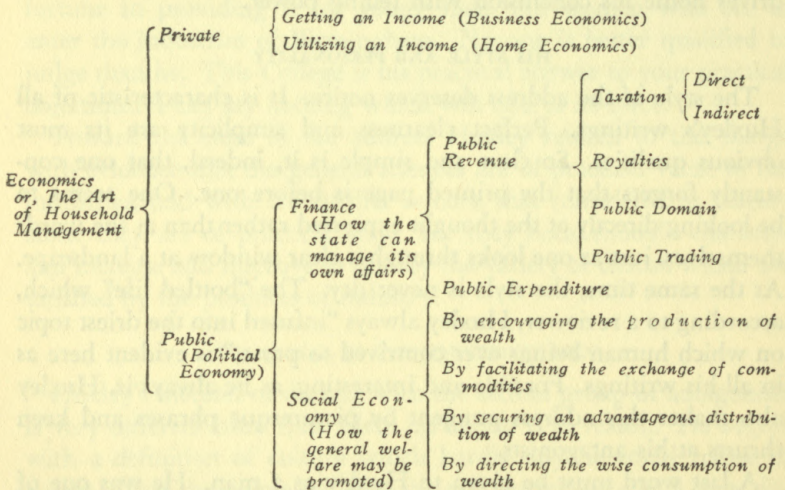 Economics
or, The Art
of Household
Management
Private
Getting an Income (Business Economics)
Utilizing an Income (Home Economics)
Public
(Political
Economy)
Finance
(How the
state can
manage its
own affairs)
Public
Revenue
Taxation
Direct
Indirect
Royalties
Public Domain
Public Trading
Public Expenditure
Social Econ-
omy
(How the
general wel-
fare may be
promoted)
By encouraging the production of
wealth
By facilitating the exchange of com-
modities
By securing an advantageous distribu-
tion of wealth
By directing the wise consumption of
wealth